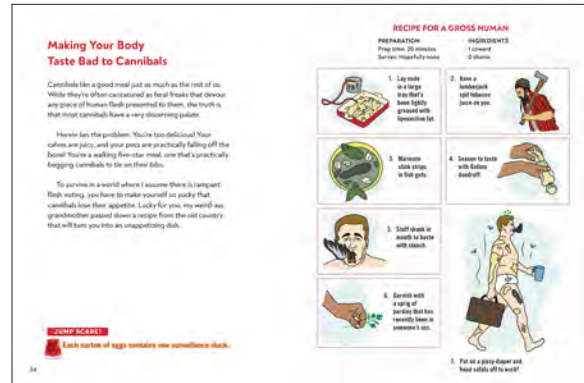 Making Your Body
Taste Bad to Cannibals
Cannibals like a good meal just as much as the rest of us.
While they're often caricatured as feral freaks that devour
any piece of human flesh presented to them, the truth is
that most cannibals have a very discerning palate.
Herein lies the problem. You're too delicious! Your
calves are juicy, and your pecs are practically falling off the
bone! You're a walking five-star meal, one that's practically
begging cannibals to tie on their bibs.
To survive in a world where I assume there is rampant
flesh eating, you have to make yourself so yucky that
cannibals lose their appetite. Lucky for you, my weird-ass
grandmother passed down a recipe from the old country
that will turn you into an unappetizing dish.
JUMP SCARE!
Each carton of eggs contains one surveillance duck.
34
RECIPE FOR A GROSS HUMAN
PREPARATION
Prep time: 20 minutes
Serves: Hopefully none
INGREDIENTS
1 coward
0 shame
1. Lay nude
in a large
tray that's
been lightly
greased with
liposuction fat.
2. Have a
lumberjack
spit tobacco
juice on you.
3. Marinate
stink strips
in fish guts.
4. Season to taste
with Gollum
dandruff!
5. Stuff skunk in
mouth to baste
with stench.
6. Garnish with
a sprig of
parsley that has
recently been in
someone's ass.
7. Put on a pissy diaper and
head safely off to work!